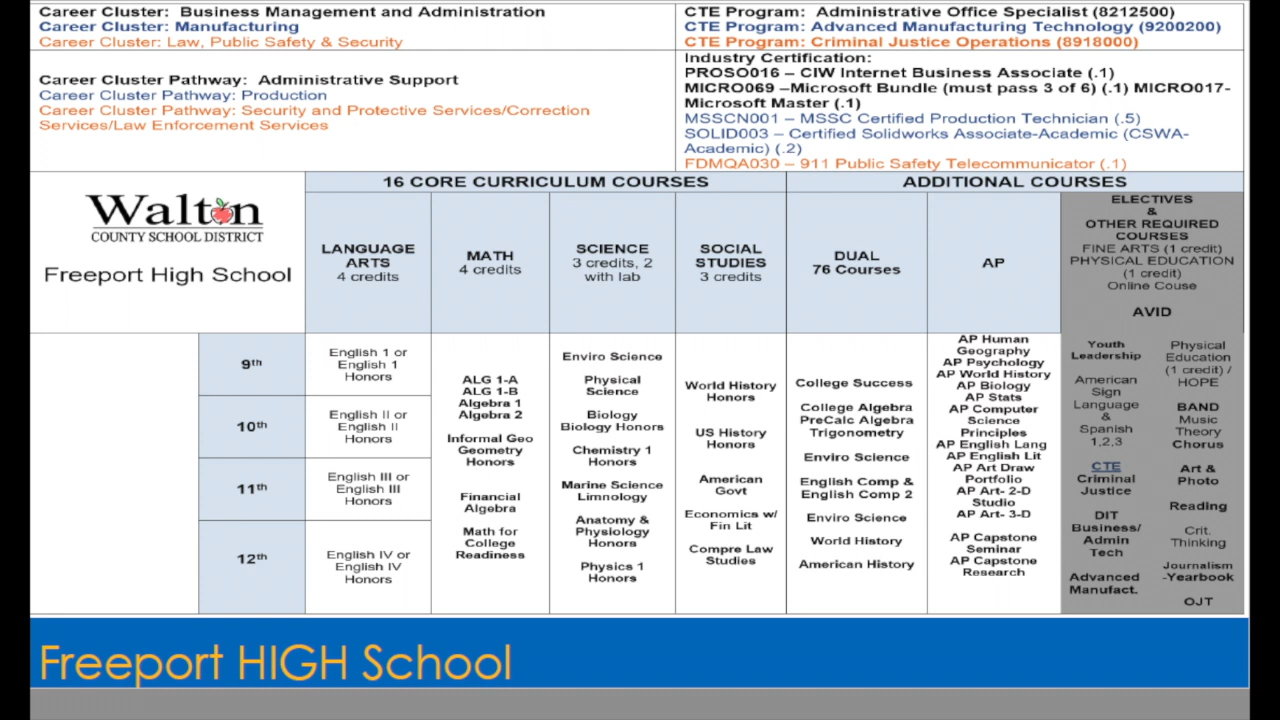 Career Cluster: Business Management and Administration
Career Cluster: Manufacturing
Career Cluster: Law, Public Safety & Security
CTE Program: Administrative Office Specialist (8212500)
CTE Program: Advanced Manufacturing Technology (9200200)
CTE Program: Criminal Justice Operations (8918000)
Career Cluster Pathway: Administrative Support
Career Cluster Pathway: Production
Career Cluster Pathway: Security and Protective Services/Correction
Services/Law Enforcement Services
Industry Certification:
PROSO016 – CIW Internet Business Associate (.1)
MICRO069 –Microsoft Bundle (must pass 3 of 6) (.1) MICRO017-
Microsoft Master (.1)
MSSCN001 – MSSC Certified Production Technician (.5)
SOLID003 – Certified Solidworks Associate-Academic (CSWA-
Academic) (.2)
FDMQA030 – 911 Public Safety Telecommunicator (.1)
Walton
COUNTY SCHOOL DISTRICT
Freeport High School
16 CORE CURRICULUM COURSES
ADDITIONAL COURSES
LANGUAGE
ARTS
4 credits
MATH
4 credits
SCIENCE
3 credits, 2
with lab
SOCIAL
STUDIES
3 credits
DUAL
76 Courses
AP
ELECTIVES
&
OTHER REQUIRED
COURSES
FINE ARTS (1 credit)
PHYSICAL EDUCATION
(1 credit)
Online Couse
AVID
9th
10th
11th
12th
English 1 or
English 1
Honors
English II or
English II
Honors
English III or
English III
Honors
English IV or
English IV
Honors
ALG 1-A
ALG 1-B
Algebra 1
Algebra 2
Informal Geo
Geometry
Honors
Financial
Algebra
Math for
College
Readiness
Enviro Science
Physical
Science
Biology
Biology Honors
Chemistry 1
Honors
Marine Science
Limnology
Anatomy &
Physiology
Honors
Physics 1
Honors
World History
Honors
US History
Honors
American
Govt
Economics w/
Fin Lit
Compre Law
Studies
College Success
College Algebra
PreCalc Algebra
Trigonometry
Enviro Science
English Comp &
English Comp 2
Enviro Science
World History
American History
AP Human
Geography
AP Psychology
AP World History
AP Biology
AP Stats
AP Computer
Science
Principles
AP English Lang
AP English Lit
AP Art Draw
Portfolio
AP Art- 2-D
Studio
AP Art- 3-D
AP Capstone
Seminar
AP Capstone
Research
Youth
Leadership
American
Sign
Language
&
Spanish
1,2,3
CTE
Criminal
Justice
DIT
Business/
Admin
Tech
Advanced
Manufact.
Physical
Education
(1 credit) /
HOPE
BAND
Music
Theory
Chorus
Art &
Photo
Reading
Crit.
Thinking
Journalism
-Yearbook
OJT
Freeport HIGH School